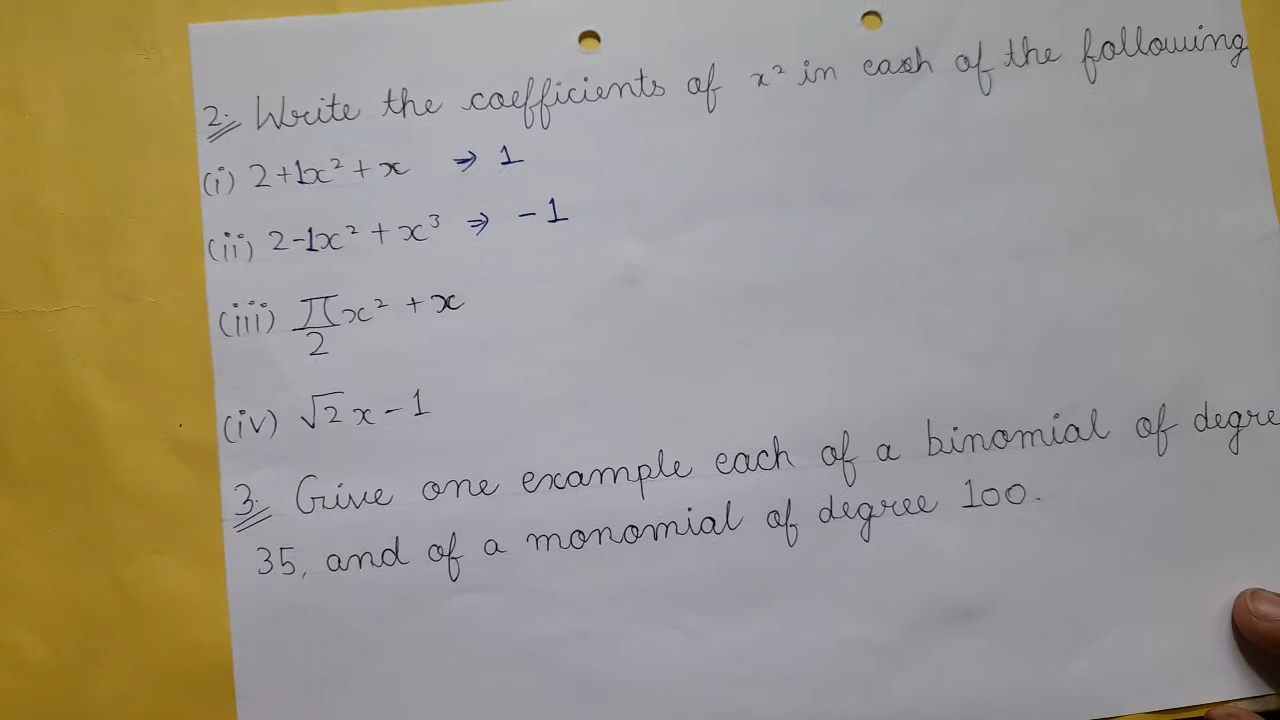 2. Write the coefficients of x² in each of the following
(i) 2+1x² + x ⇒ 1
(ii) 2-1x² + x³ ⇒ -1
(iii) π/2 x² + x
(iv) √2 x - 1
3. Give one example each of a binomial of degre
35, and of a monomial of degree 100.